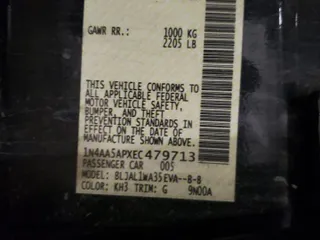 GAWR RR.: 1000 KG
2205 LB
THIS VEHICLE CONFORMS TO
ALL APPLICABLE FEDERAL
MOTOR VEHICLE SAFETY,
BUMPER, AND THEFT
PREVENTION STANDARDS IN
EFFECT ON THE DATE OF
MANUFACTURE SHOWN ABOVE.
1N4AA5APXEC479713
PASSENGER CAR 005
MODEL: BLJALIWA35EVA--B-B
COLOR: KH3 TRIM: G 9N00A